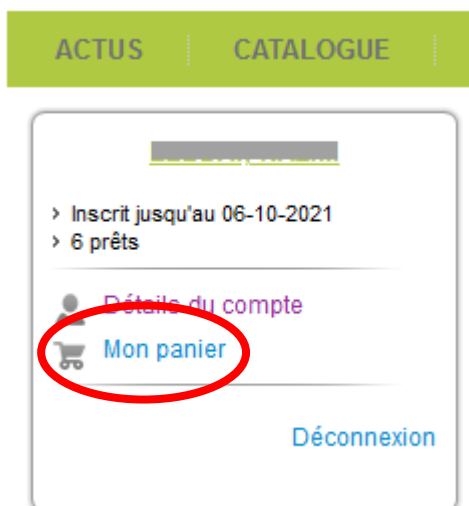 ACTUS CATALOGUE
> Inscrit jusqu'au 06-10-2021
> 6 prêts
Détails du compte
Mon panier
Déconnexion